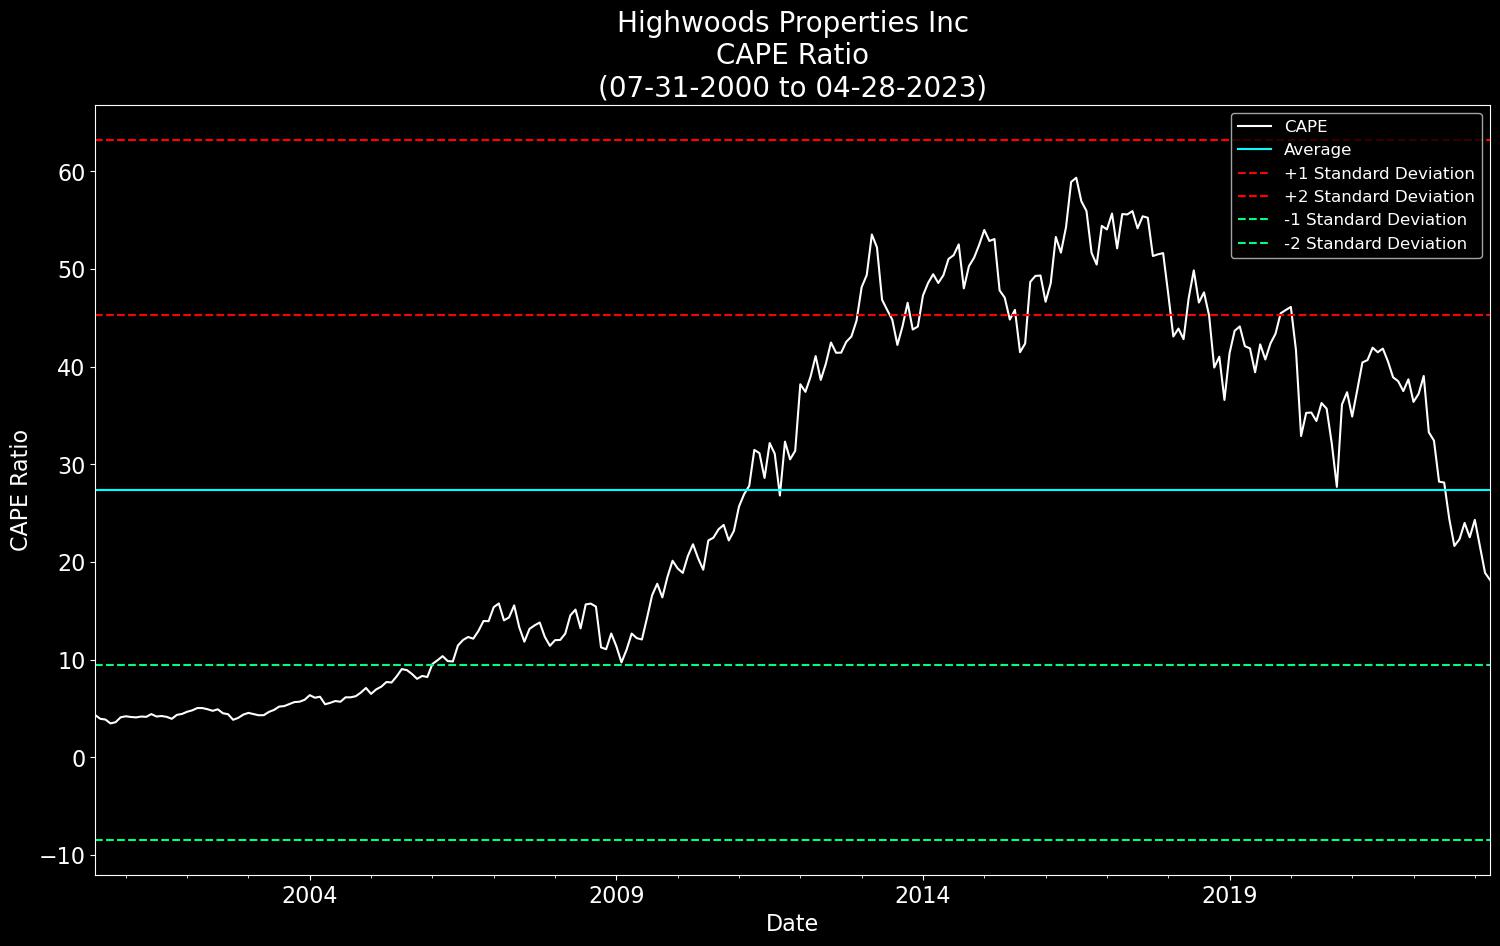 Highwoods Properties Inc
CAPE Ratio
(07-31-2000 to 04-28-2023)
CAPE
Average
+1 Standard Deviation
+2 Standard Deviation
-1 Standard Deviation
-2 Standard Deviation
CAPE Ratio
60
50
40
30
20
10
0
−10
2004
2009
2014
2019
Date